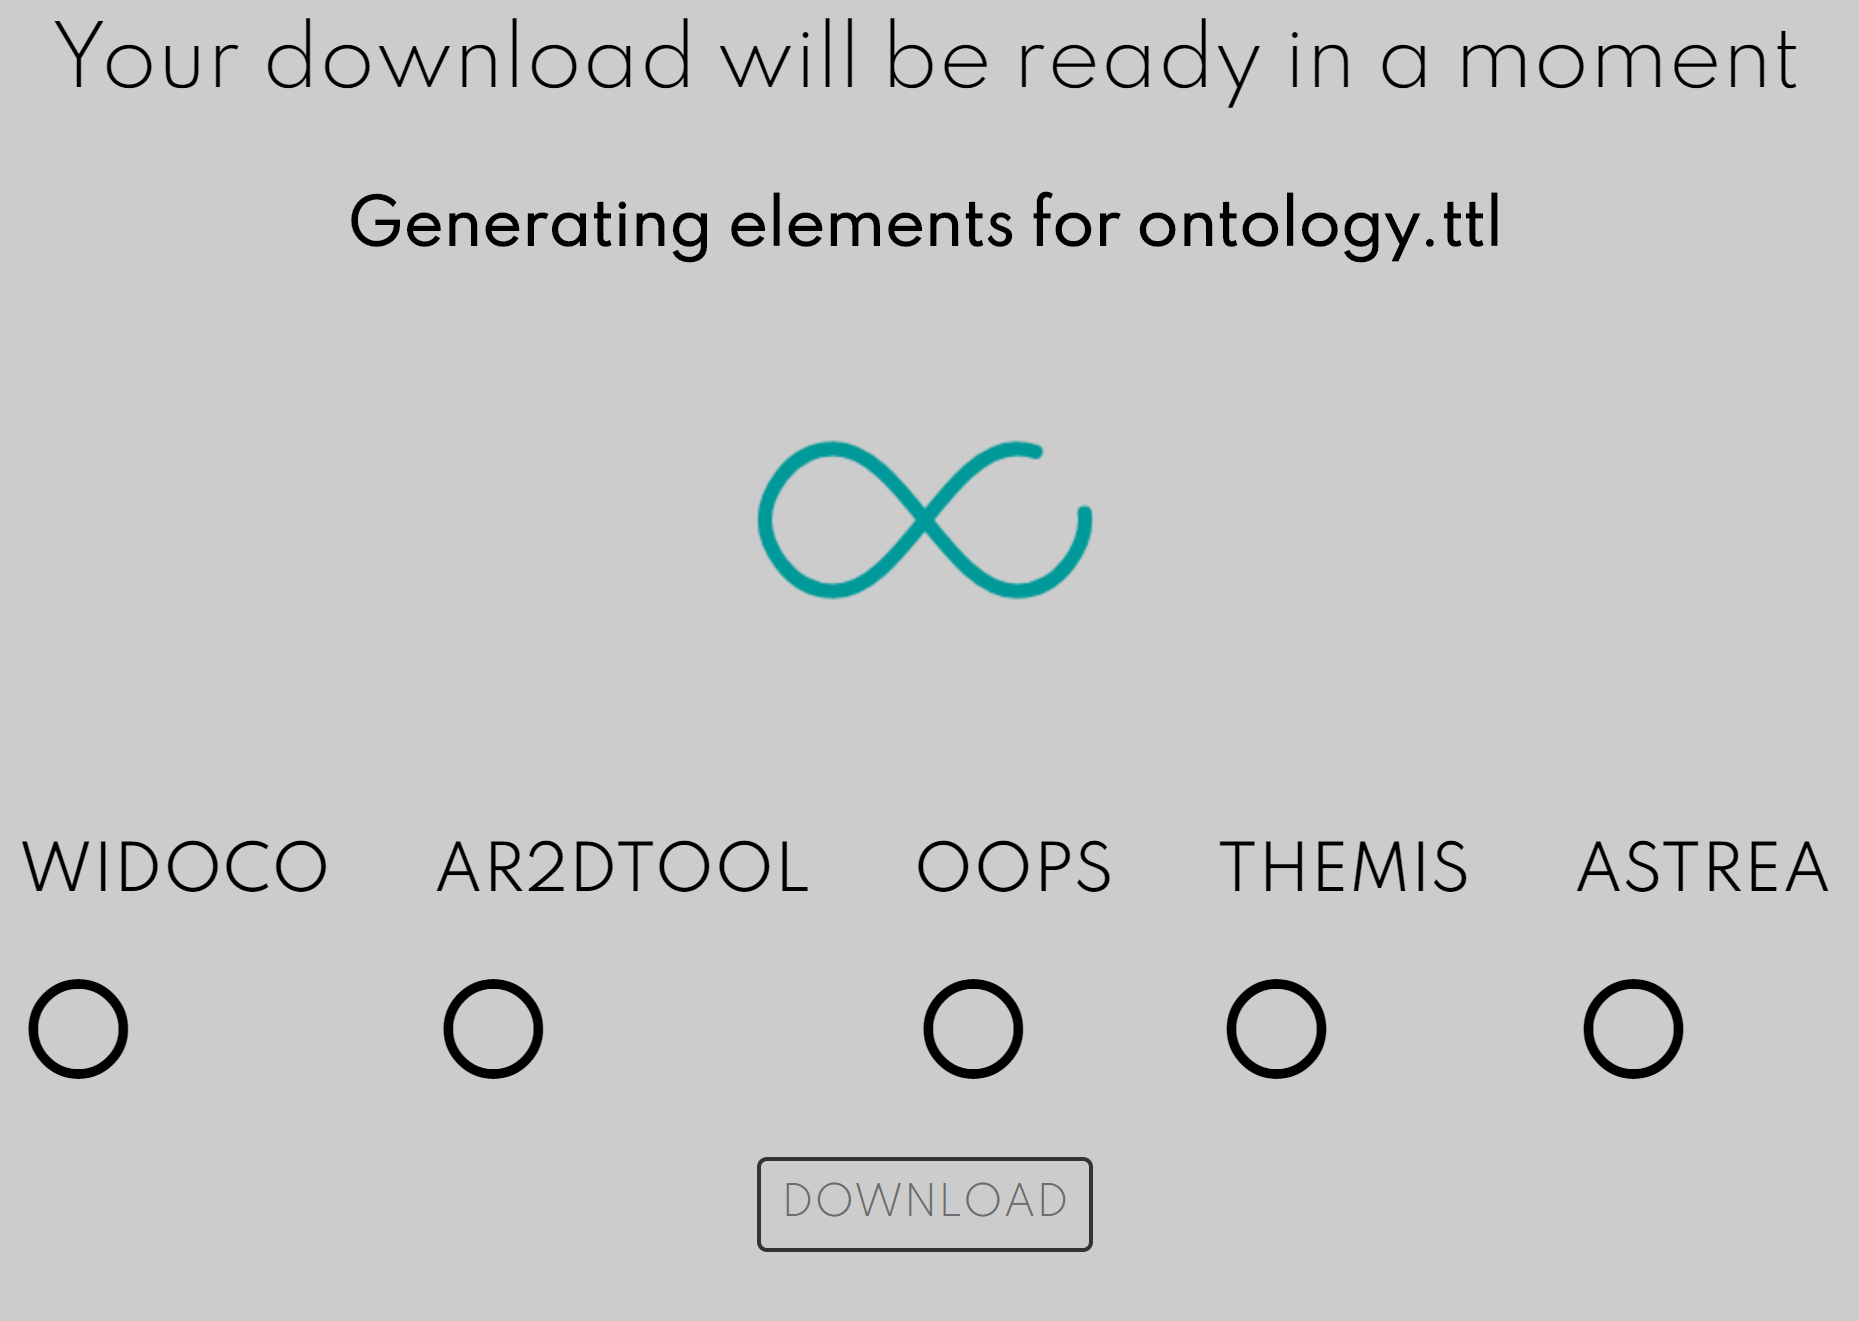 Your download will be ready in a moment
Generating elements for ontology.ttl
WIDOCO AR2DTOOL OOPS THEMIS ASTREA
DOWNLOAD